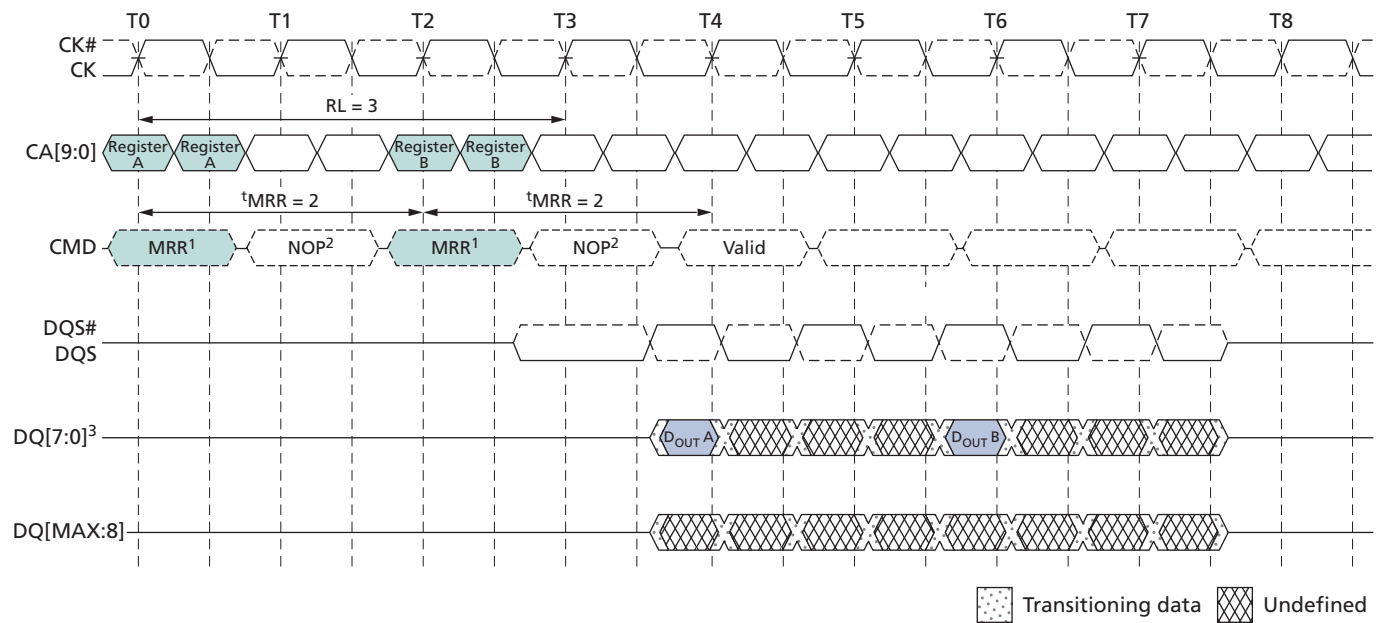 T0 T1 T2 T3 T4 T5 T6 T7 T8
CK#
CK
RL = 3
CA[9:0] Register A Register A Register B Register B
tMRR = 2 tMRR = 2
CMD MRR1 NOP2 MRR1 NOP2 Valid
DQS#
DQS
DQ[7:0]3 DOUT A DOUT B
DQ[MAX:8]
Transitioning data Undefined